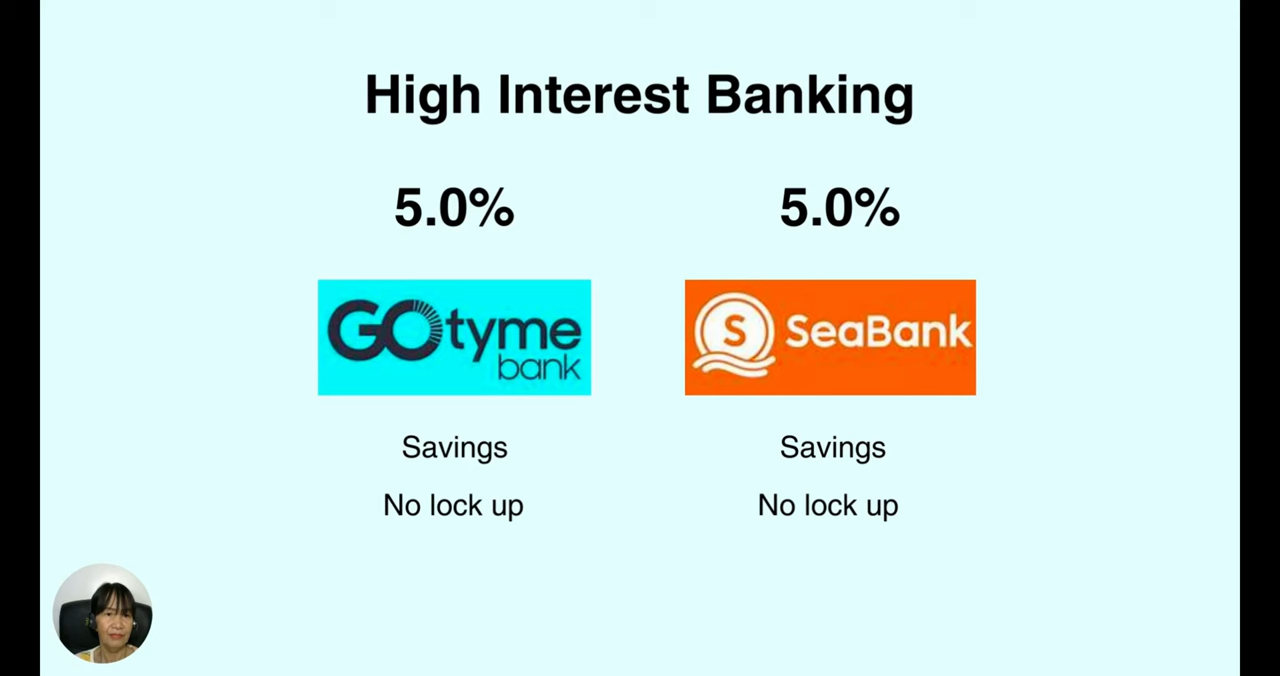 High Interest Banking
5.0% 5.0%
GOtyme bank
S SeaBank
Savings Savings
No lock up No lock up